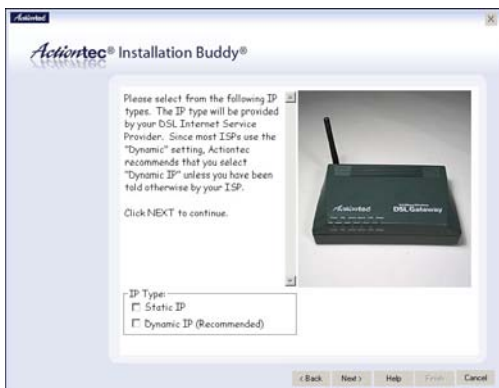 Actiontec
Actiontec® Installation Buddy®
Please select from the following IP
types. The IP type will be provided
by your DSL Internet Service
Provider. Since most ISPs use the
"Dynamic" setting, Actiontec
recommends that you select
"Dynamic IP" unless you have been
told otherwise by your ISP.
Click NEXT to continue.
Actiontec
DSL Gateway
IP Type:
Static IP
Dynamic IP (Recommended)
< Back Next > Help Finish Cancel